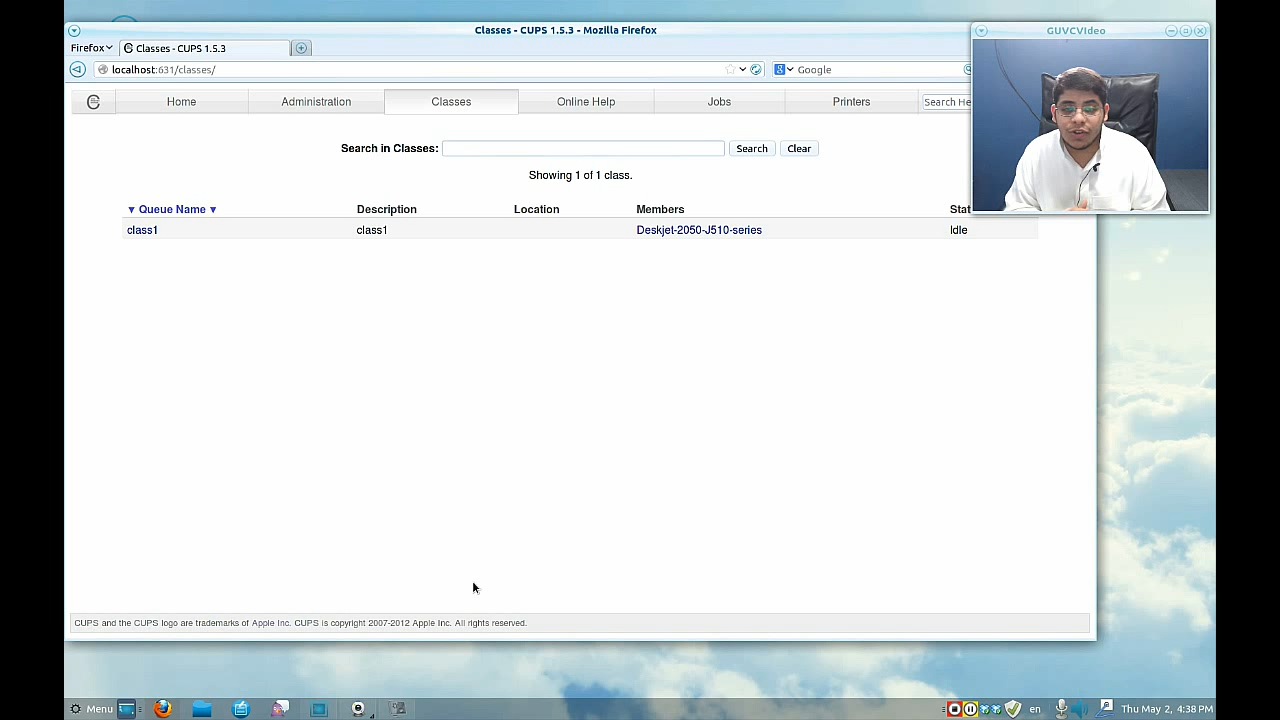 Classes - CUPS 1.5.3 - Mozilla Firefox
GUVCVIdeo
Firefox
Classes - CUPS 1.5.3
localhost:631/classes/
Google
Home Administration Classes Online Help Jobs Printers Search He
Search in Classes: Search Clear
Showing 1 of 1 class.
▼ Queue Name ▼ Description Location Members Stat
class1 class1 Deskjet-2050-J510-series Idle
CUPS and the CUPS logo are trademarks of Apple Inc. CUPS is copyright 2007-2012 Apple Inc. All rights reserved.
Menu en Thu May 2, 4:38 PM